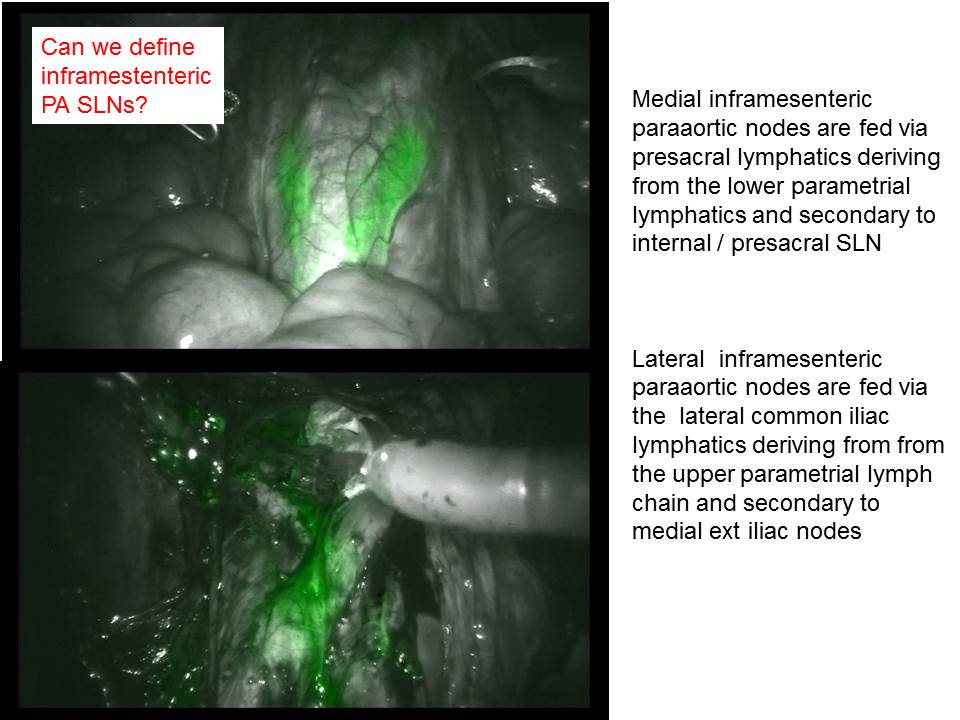 Can we define
inframestenteric
PA SLNs?
Medial inframesenteric
paraaortic nodes are fed via
presacral lymphatics deriving
from the lower parametrial
lymphatics and secondary to
internal / presacral SLN
Lateral  inframesenteric
paraaortic nodes are fed via
the  lateral common iliac
lymphatics deriving from from
the upper parametrial lymph
chain and secondary to
medial ext iliac nodes